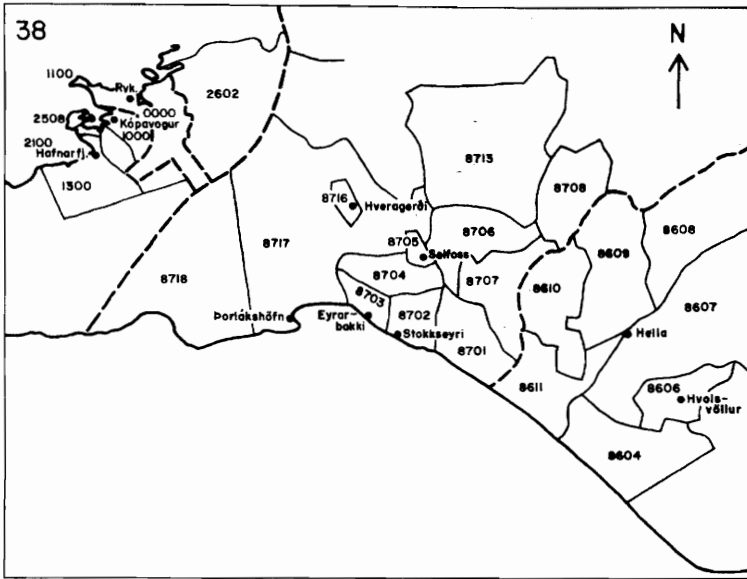 38
N
1100
Ryk.
2602
0000
2508
Kópavogur
1000
2100
Hafnarfj.
1300
8713
8716
Hveragerði
8708
8705
8706
8608
Selfoss
8717
8609
8704
8707
8610
8718
8703
8607
8702
Þorlákshöfn
Eyrar-
bakki
Stokkseyri
Hella
8701
8611
8606
Hvols-
völlur
8604